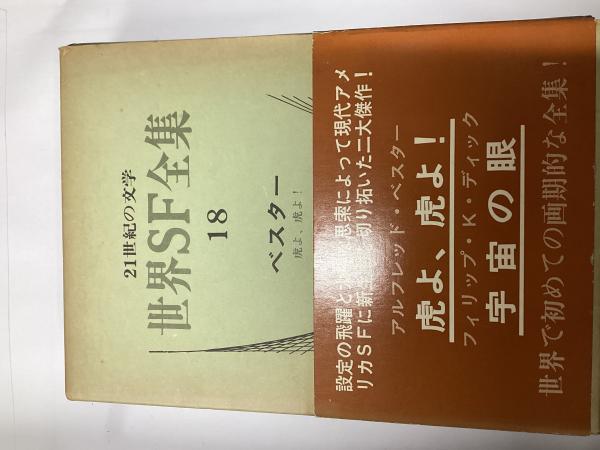 21世紀の文学
世界SF全集
18
ベスター
虎よ、虎よ!
設定の飛躍と 思索によって現代アメ
リカSFに新 切り拓いた二大傑作!
アルフレッド・ベスター
虎よ、虎よ!
フィリップ・K・ディック
宇宙の眼
世界で初めての画期的な全集!